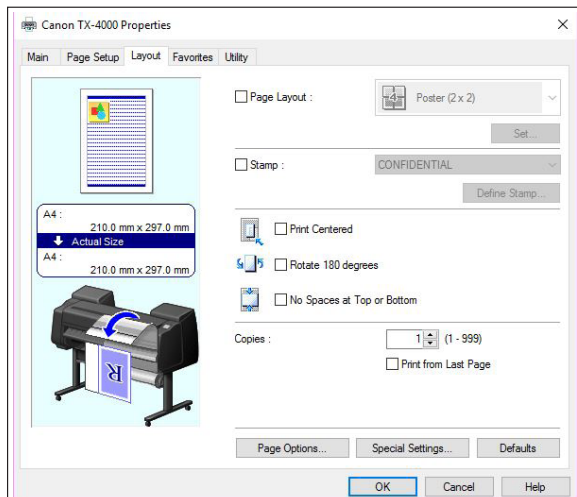 Canon TX-4000 Properties
Main Page Setup Layout Favorites Utility
Page Layout : Poster (2 x 2)
4
Set...
Stamp : CONFIDENTIAL
Define Stamp...
A4 :
210.0 mm x 297.0 mm
Actual Size
A4 :
210.0 mm x 297.0 mm
Print Centered
Rotate 180 degrees
No Spaces at Top or Bottom
Copies : 1 (1 - 999)
Print from Last Page
R
Page Options... Special Settings... Defaults
OK Cancel Help